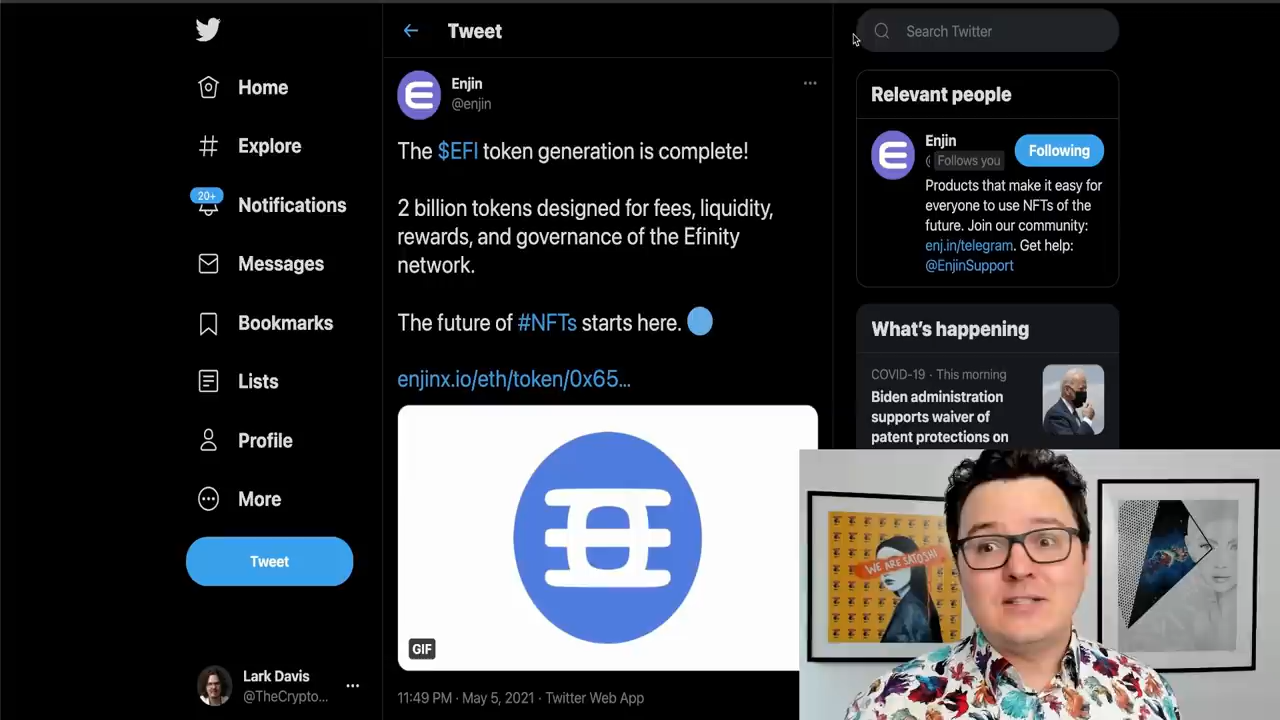 Home
Explore
20+
Notifications
Messages
Bookmarks
Lists
Profile
More
Tweet
Lark Davis
@TheCrypto...
Tweet
Enjin
@enjin
The $EFI token generation is complete!
2 billion tokens designed for fees, liquidity,
rewards, and governance of the Efinity
network.
The future of #NFTs starts here.
enjinx.io/eth/token/0x65...
GIF
11:49 PM · May 5, 2021 · Twitter Web App
Search Twitter
Relevant people
Enjin
Follows you
Following
Products that make it easy for
everyone to use NFTs of the
future. Join our community:
enj.in/telegram. Get help:
@EnjinSupport
What's happening
COVID-19 · This morning
Biden administration
supports waiver of
patent protections on
WE ARE SATOSHI